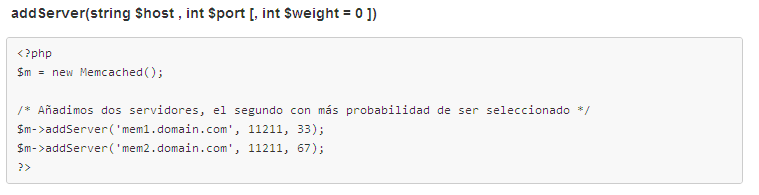 addServer(string $host , int $port [, int $weight = 0 ])
<?php
$m = new Memcached();
/* Añadimos dos servidores, el segundo con más probabilidad de ser seleccionado */
$m->addServer('mem1.domain.com', 11211, 33);
$m->addServer('mem2.domain.com', 11211, 67);
?>